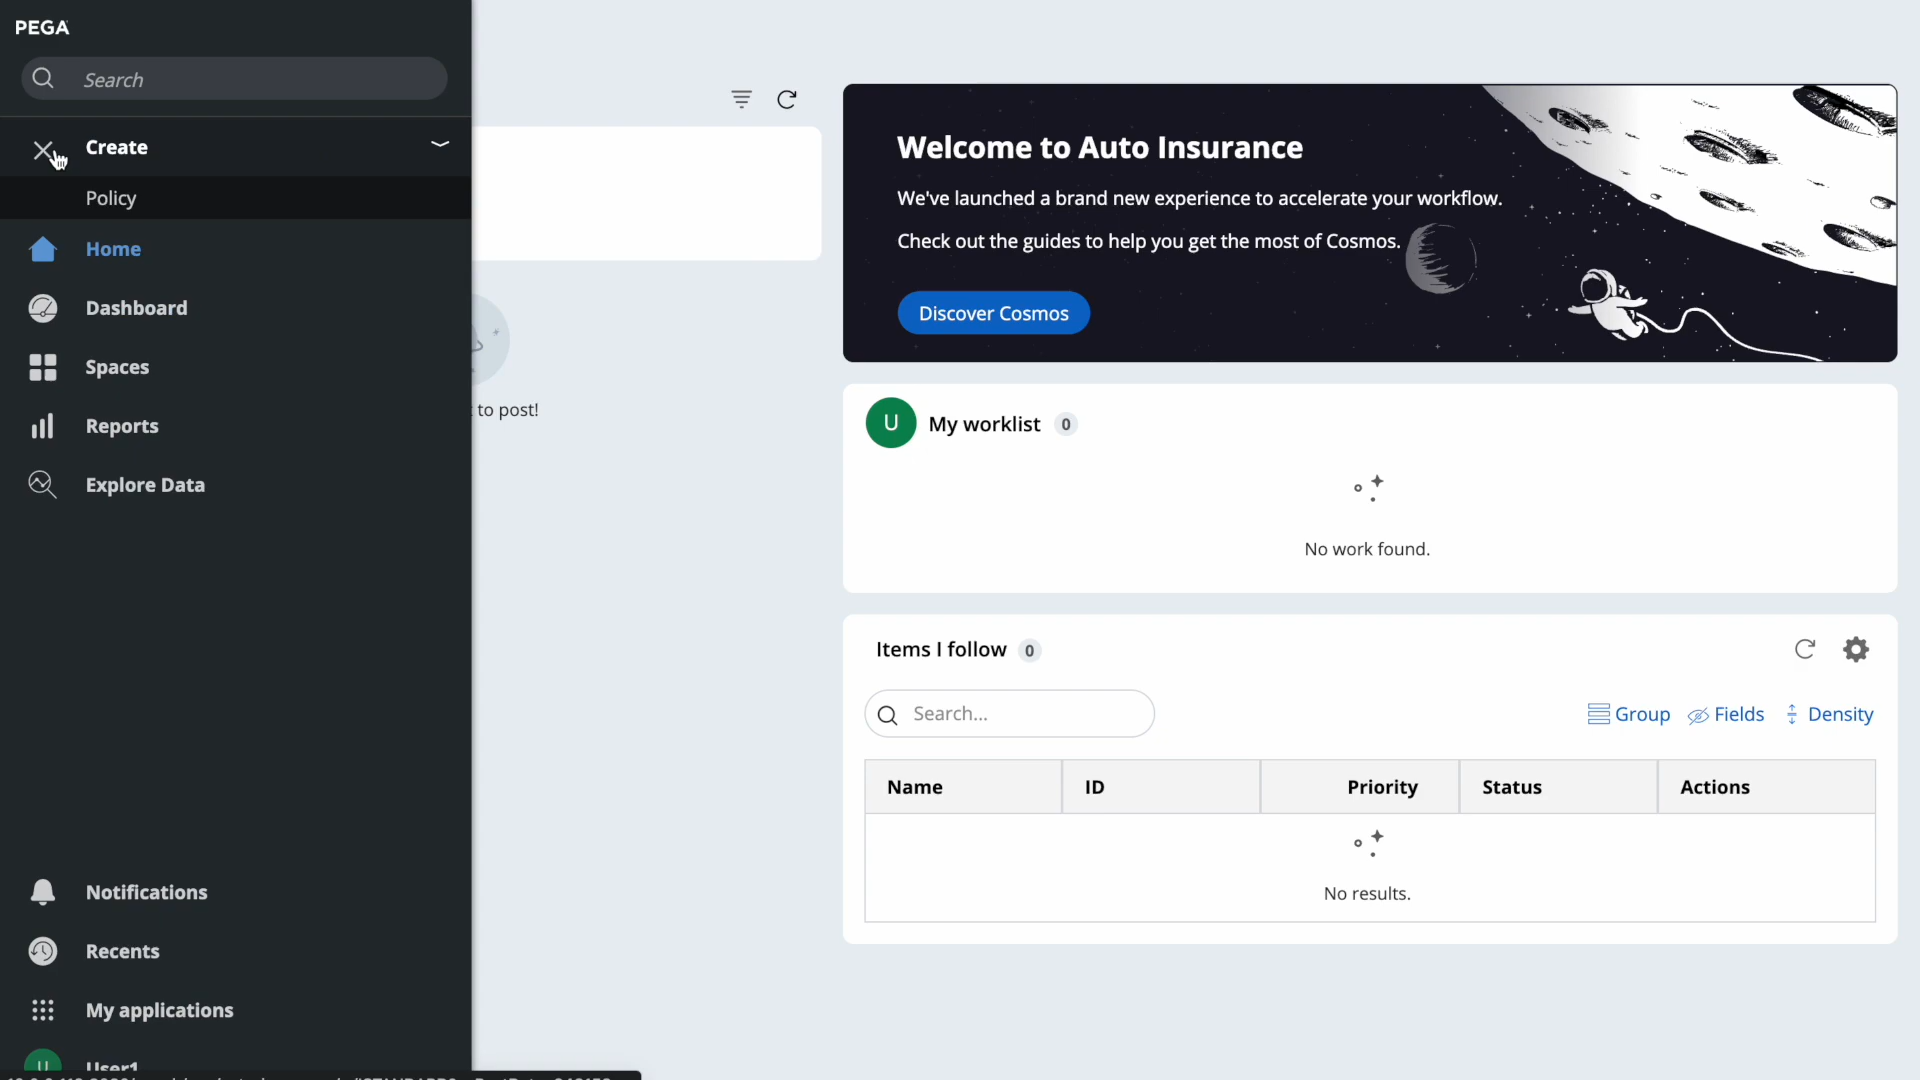 PEGA
Search
Create
Policy
Home
Dashboard
Spaces
Reports
Explore Data
Notifications
Recents
My applications
U
User1
to post!
Welcome to Auto Insurance
We've launched a brand new experience to accelerate your workflow.
Check out the guides to help you get the most of Cosmos.
Discover Cosmos
U My worklist 0
No work found.
Items I follow 0
Search...
Group Fields Density
Name ID Priority Status Actions
No results.